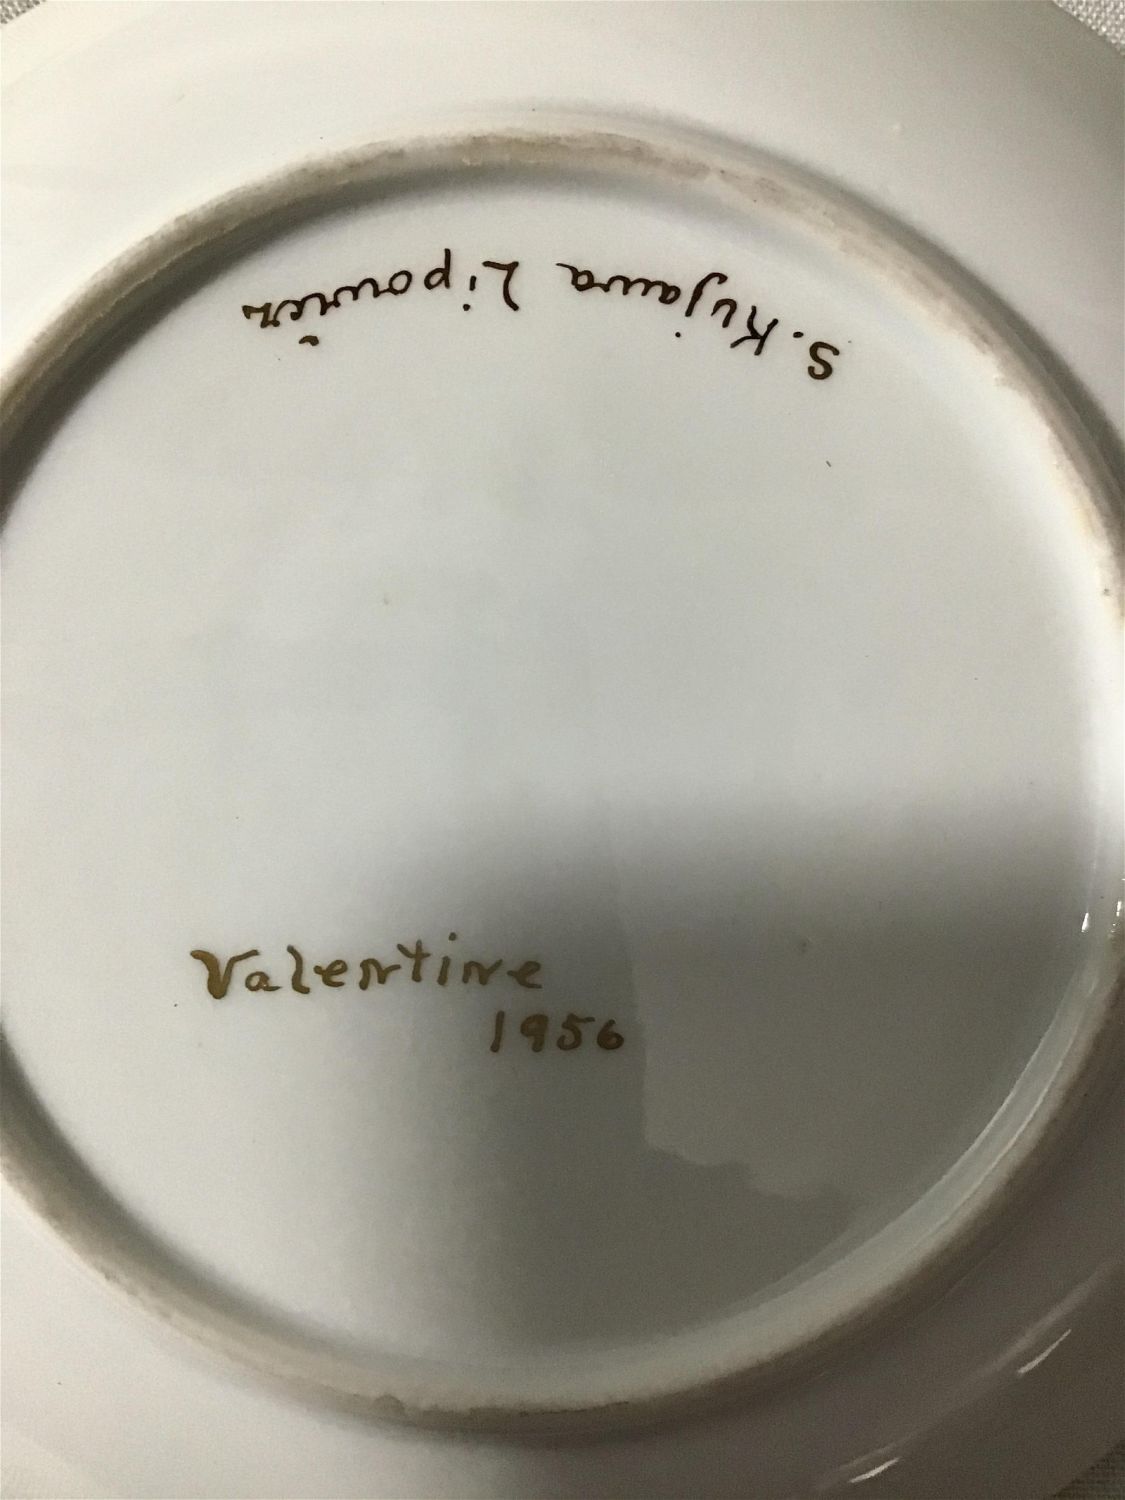 S. Kujawa Lipowicz
Valentine
1956